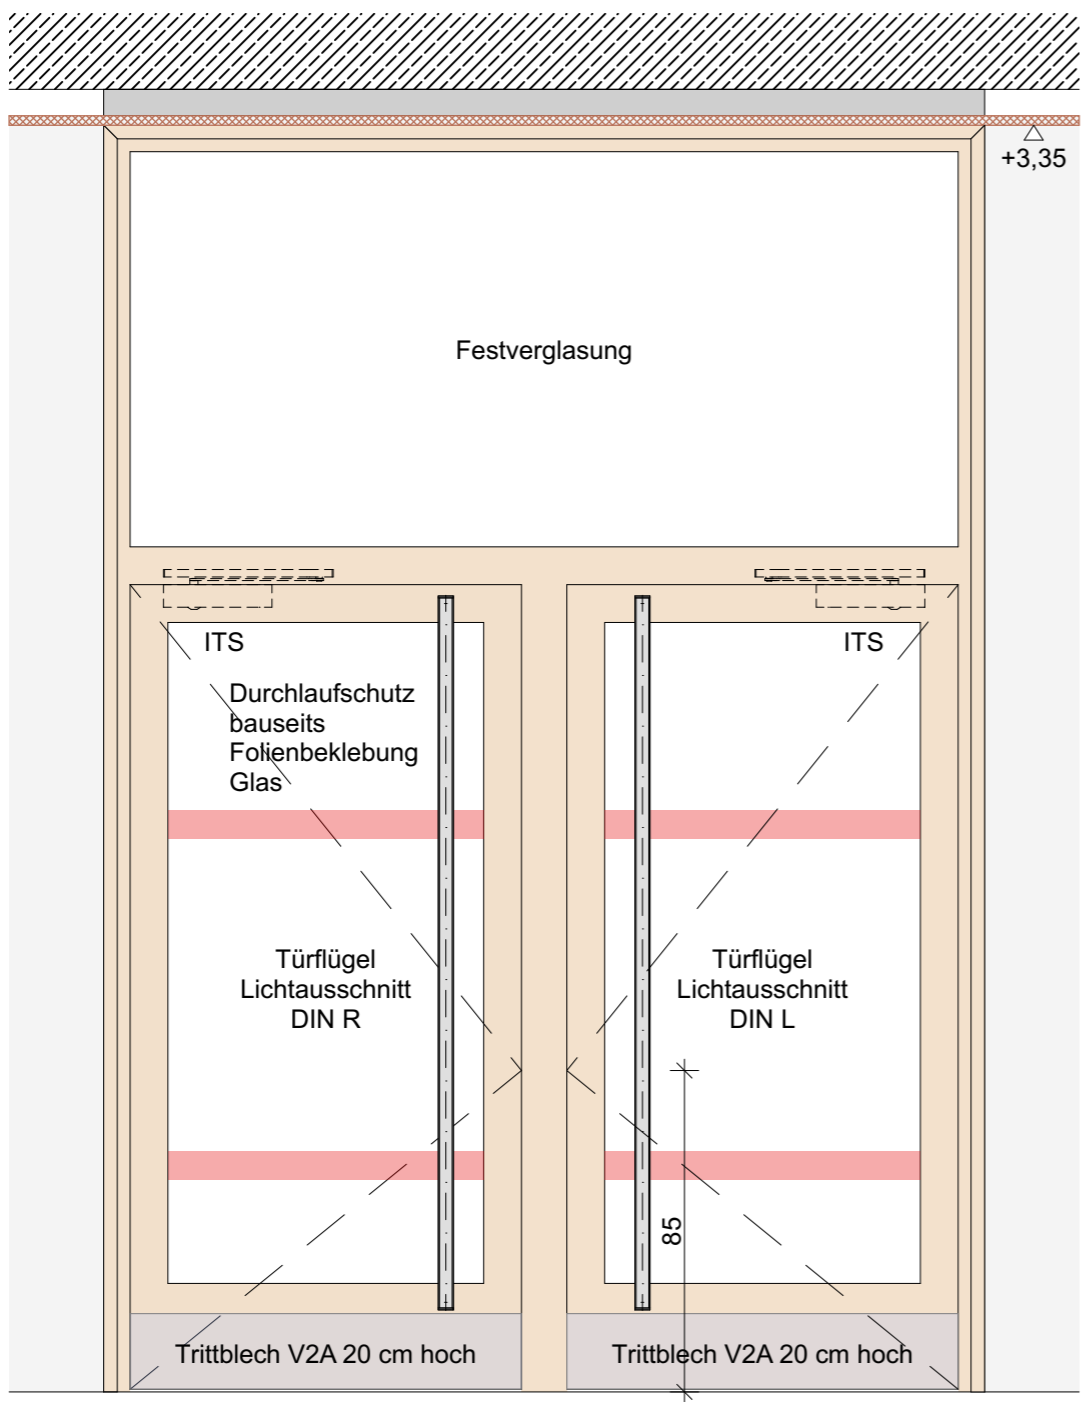 +3,35
Festverglasung
ITS
ITS
Durchlaufschutz
bauseits
Folienbeklebung
Glas
Türflügel
Lichtausschnitt
DIN R
Türflügel
Lichtausschnitt
DIN L
85
Trittblech V2A 20 cm hoch
Trittblech V2A 20 cm hoch